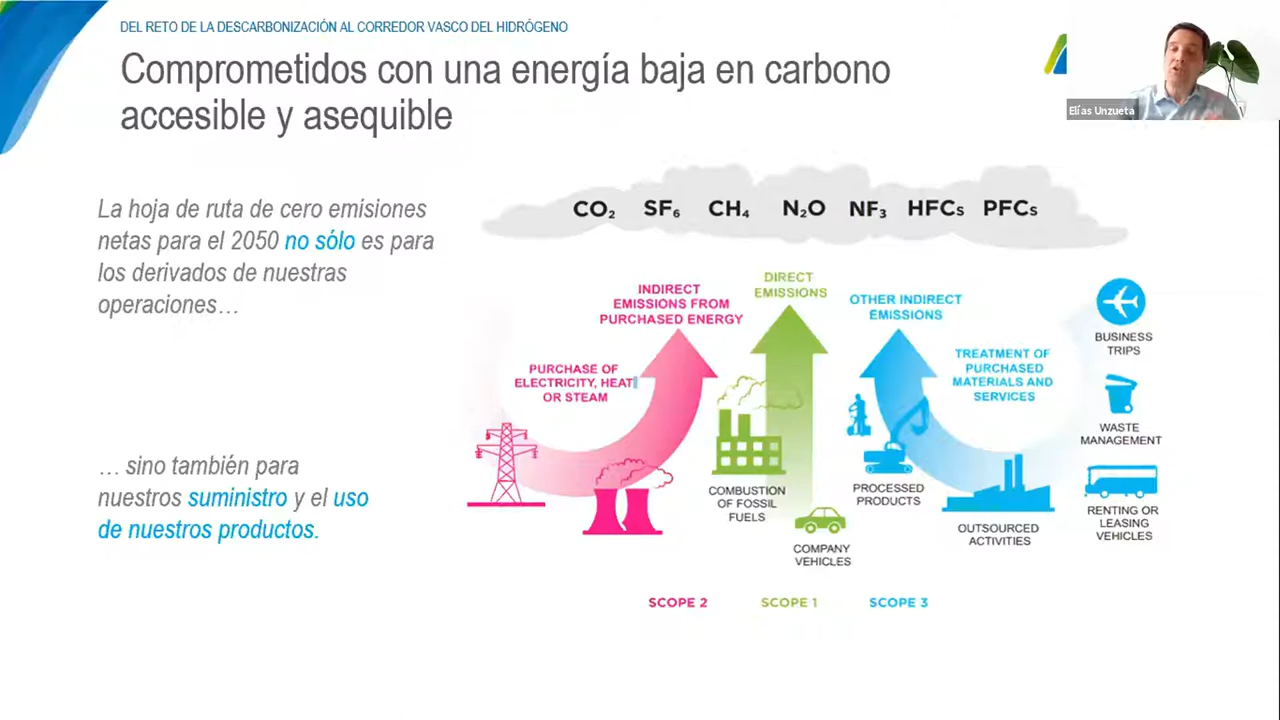 DEL RETO DE LA DESCARBONIZACIÓN AL CORREDOR VASCO DEL HIDRÓGENO
Comprometidos con una energía baja en carbono
accesible y asequible
Elías Unzueta
La hoja de ruta de cero emisiones
netas para el 2050 no sólo es para
los derivados de nuestras
operaciones…
… sino también para
nuestros suministro y el uso
de nuestros productos.
CO₂ SF₆ CH₄ N₂O NF₃ HFCs PFCs
INDIRECT
EMISSIONS FROM
PURCHASED ENERGY
DIRECT
EMISSIONS
OTHER INDIRECT
EMISSIONS
PURCHASE OF
ELECTRICITY, HEAT
OR STEAM
TREATMENT OF
PURCHASED
MATERIALS AND
SERVICES
BUSINESS
TRIPS
WASTE
MANAGEMENT
RENTING OR
LEASING
VEHICLES
COMBUSTION
OF FOSSIL
FUELS
COMPANY
VEHICLES
PROCESSED
PRODUCTS
OUTSOURCED
ACTIVITIES
SCOPE 2
SCOPE 1
SCOPE 3